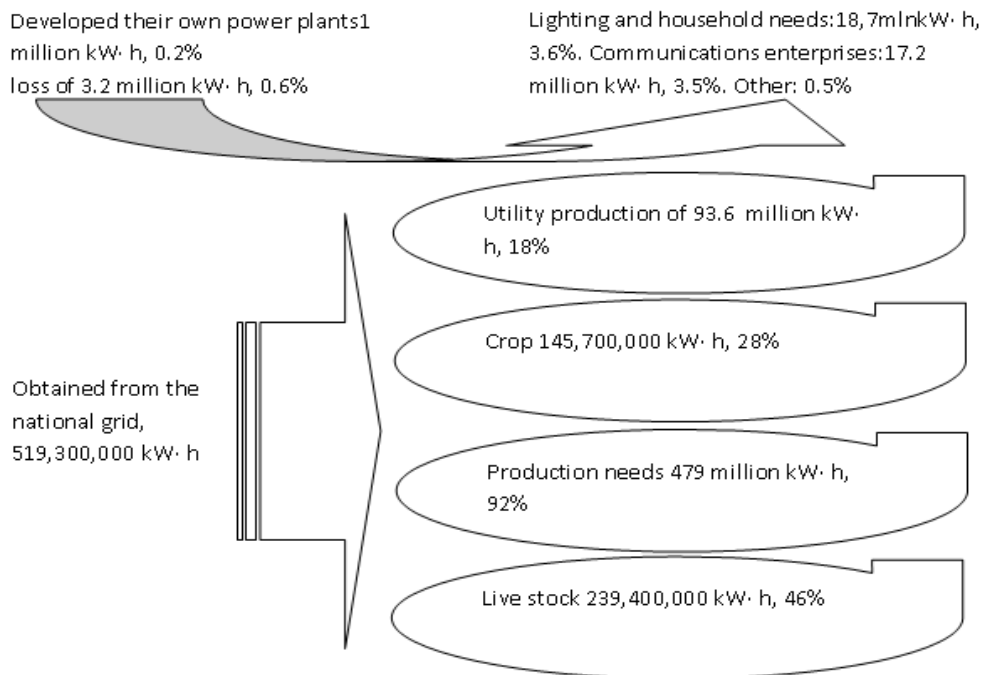 Developed their own power plants1
million kW· h, 0.2%
loss of 3.2 million kW· h, 0.6%
Lighting and household needs:18,7mlnkW· h,
3.6%. Communications enterprises:17.2
million kW· h, 3.5%. Other: 0.5%
Utility production of 93.6 million kW·
h, 18%
Crop 145,700,000 kW· h, 28%
Obtained from the
national grid,
519,300,000 kW· h
Production needs 479 million kW· h,
92%
Live stock 239,400,000 kW· h, 46%